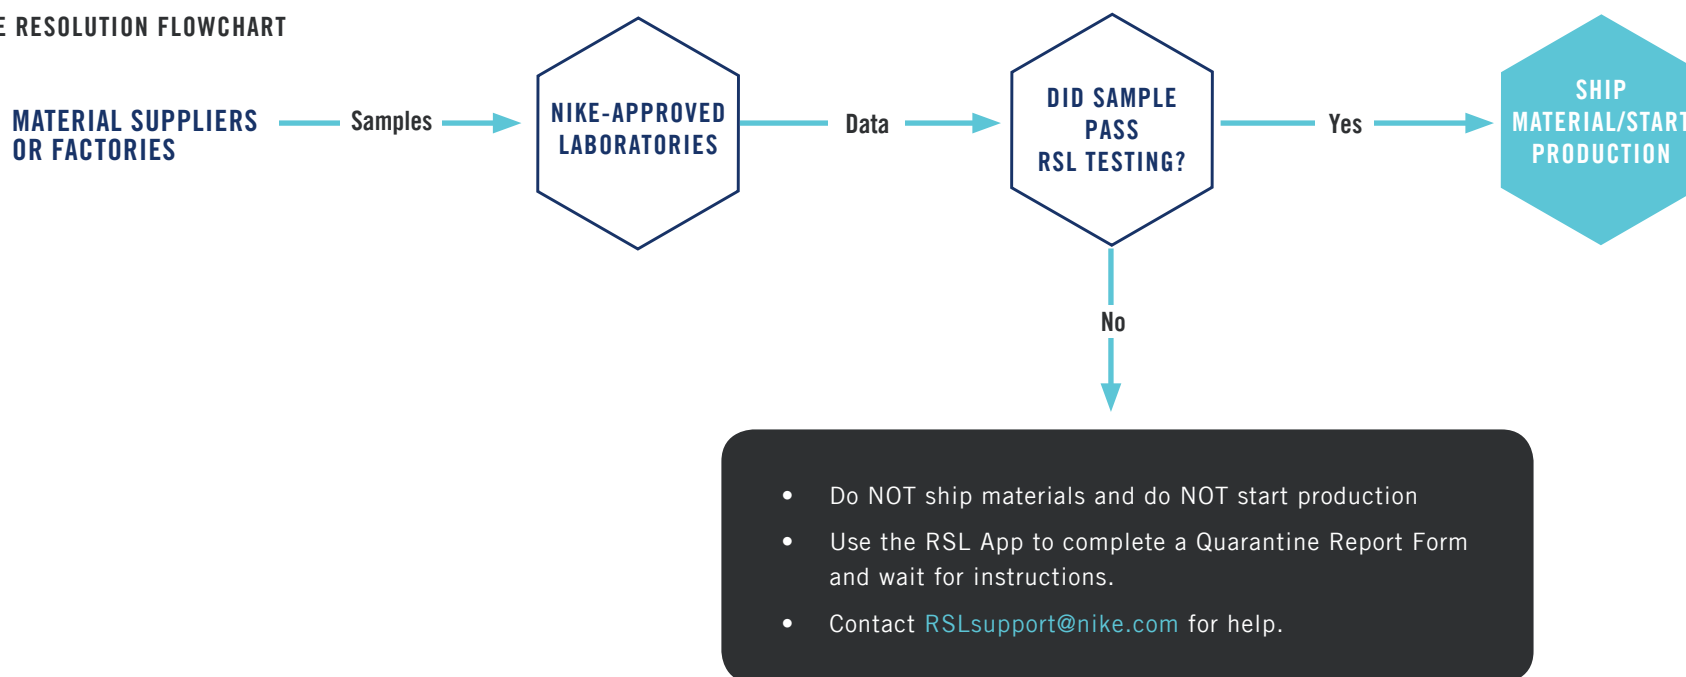 E RESOLUTION FLOWCHART
MATERIAL SUPPLIERS
OR FACTORIES
Samples
NIKE-APPROVED
LABORATORIES
Data
DID SAMPLE
PASS
RSL TESTING?
Yes
SHIP
MATERIAL/START
PRODUCTION
No
• Do NOT ship materials and do NOT start production
• Use the RSL App to complete a Quarantine Report Form
and wait for instructions.
• Contact RSLsupport@nike.com for help.